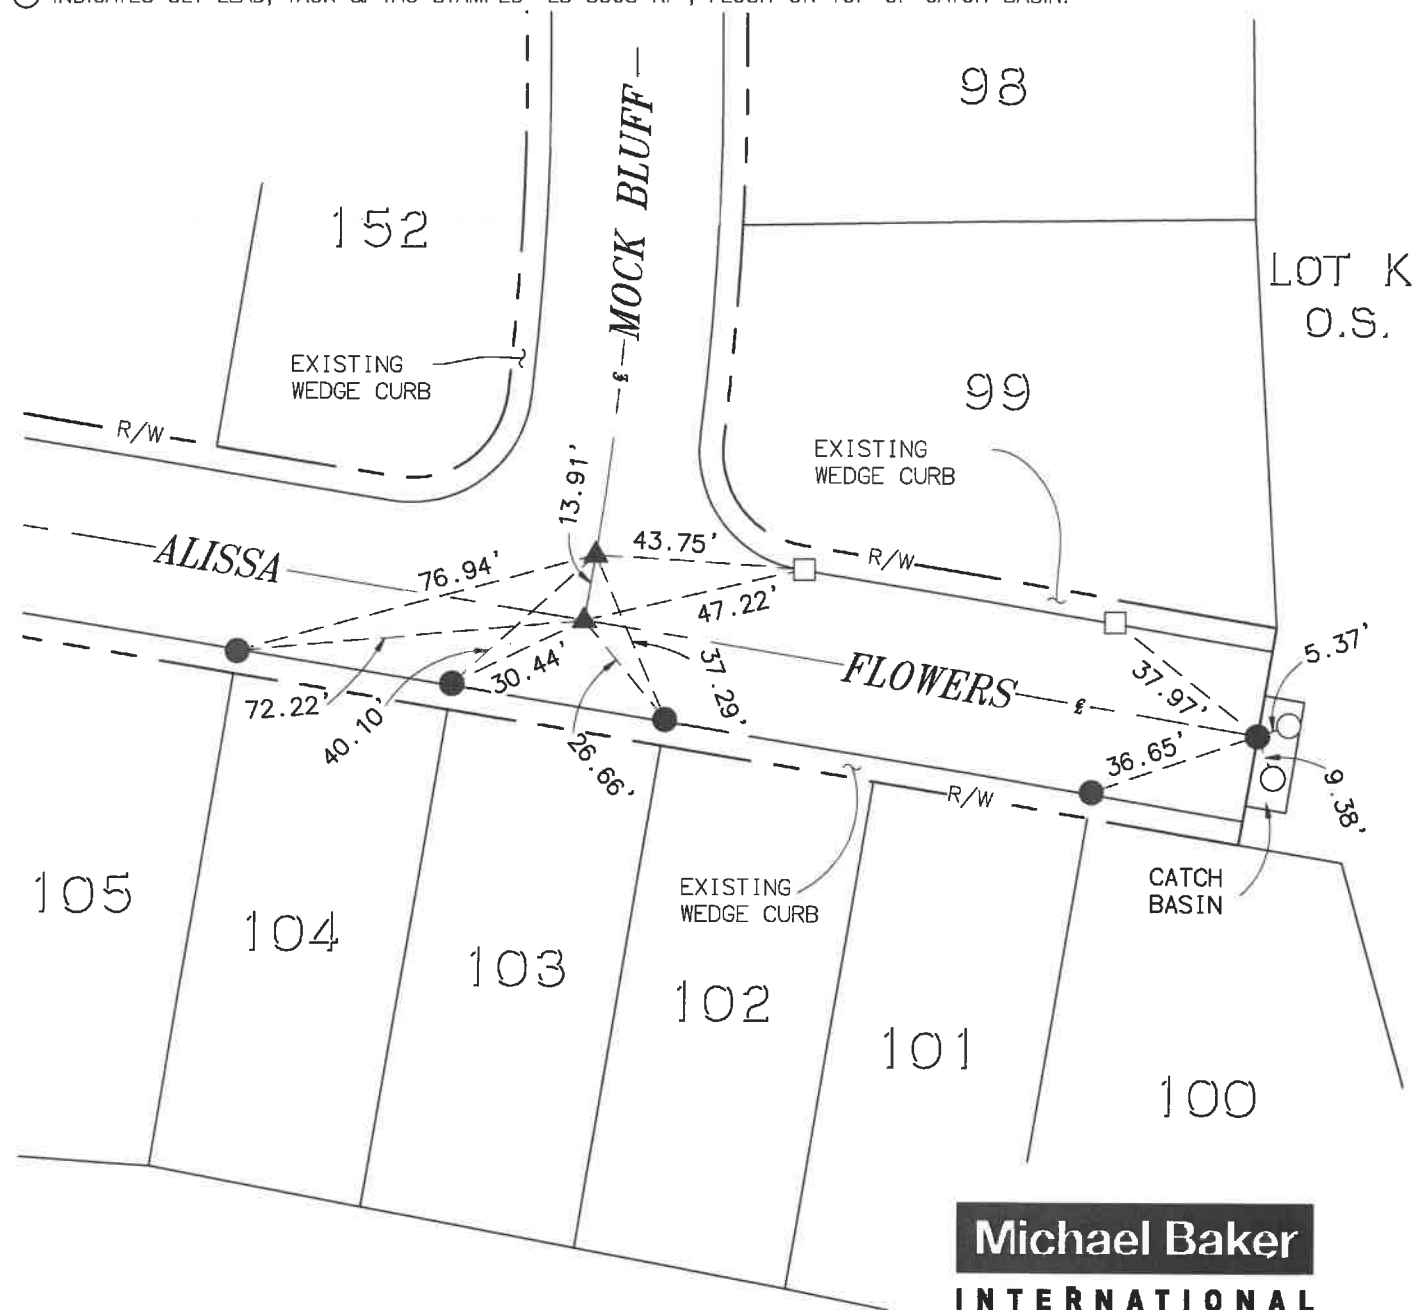 98
MOCK BLUFF
152
LOT K
O.S.
EXISTING
WEDGE CURB
99
R/W
EXISTING
WEDGE CURB
13.91'
43.75'
ALISSA
76.94'
R/W
47.22'
5.37'
30.44'
37.29'
FLOWERS
37.97'
72.22'
40.10'
26.66'
36.65'
9.38'
R/W
105
EXISTING
WEDGE CURB
CATCH
BASIN
104
103
102
101
100
Michael Baker
INTERNATIONAL